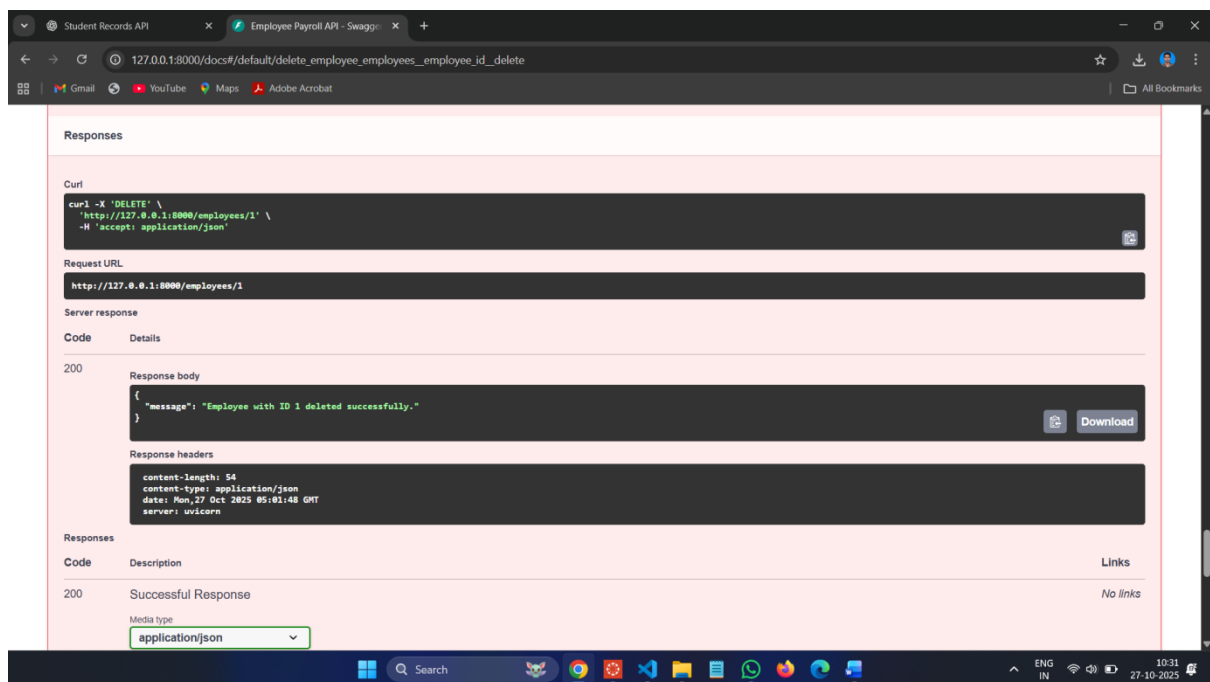 Student Records API
Employee Payroll API - Swagge
127.0.0.1:8000/docs#/default/delete_employee_employees__employee_id__delete
Gmail YouTube Maps Adobe Acrobat All Bookmarks
Responses
Curl
curl -X 'DELETE' \
'http://127.0.0.1:8000/employees/1' \
-H 'accept: application/json'
Request URL
http://127.0.0.1:8000/employees/1
Server response
Code Details
200
Response body
{
"message": "Employee with ID 1 deleted successfully."
}
Download
Response headers
content-length: 54
content-type: application/json
date: Mon,27 Oct 2025 05:01:48 GMT
server: uvicorn
Responses
Code Description Links
200 Successful Response No links
Media type
application/json
Search
ENG
IN
10:31
27-10-2025